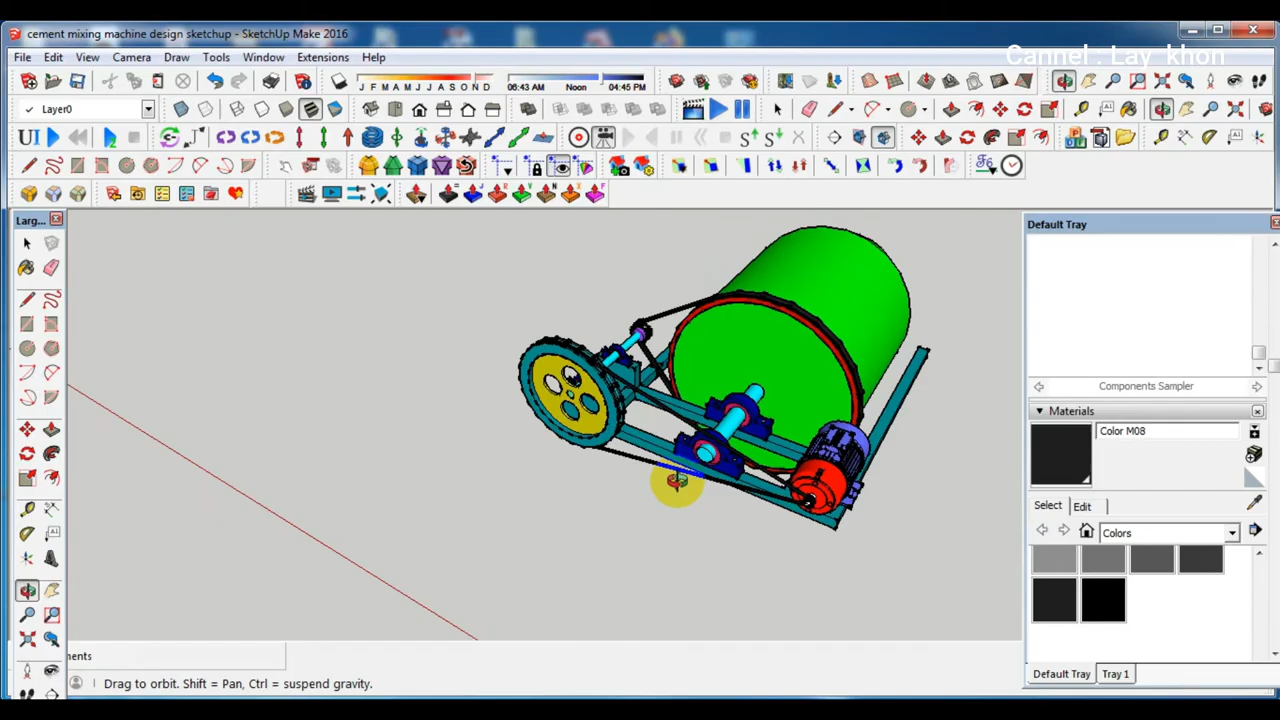 cement mixing machine design sketchup - SketchUp Make 2016
Cannel : Lay khon
File Edit View Camera Draw Tools Window Extensions Help
J F M A M J J A S O N D 06:43 AM Noon 04:45 PM
Layer0
UI
Larg...
Default Tray
Components Sampler
Materials
Color M08
Select Edit
Colors
nents
Default Tray Tray 1
Drag to orbit. Shift = Pan, Ctrl = suspend gravity.